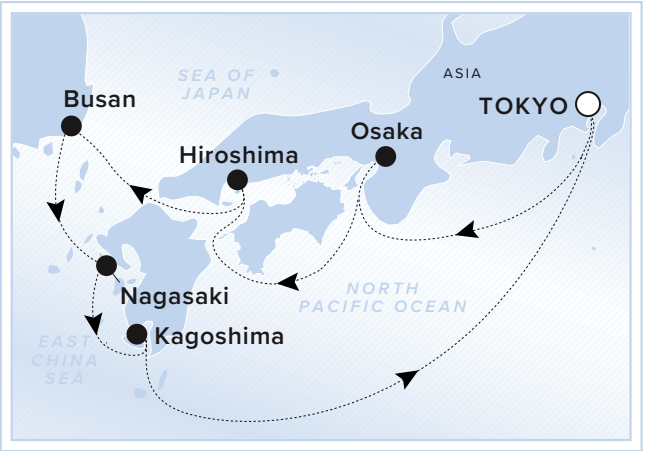 SEA OF
JAPAN
ASIA
Busan
TOKYO
Osaka
Hiroshima
NORTH
PACIFIC OCEAN
Nagasaki
Kagoshima
EAST
CHINA
SEA